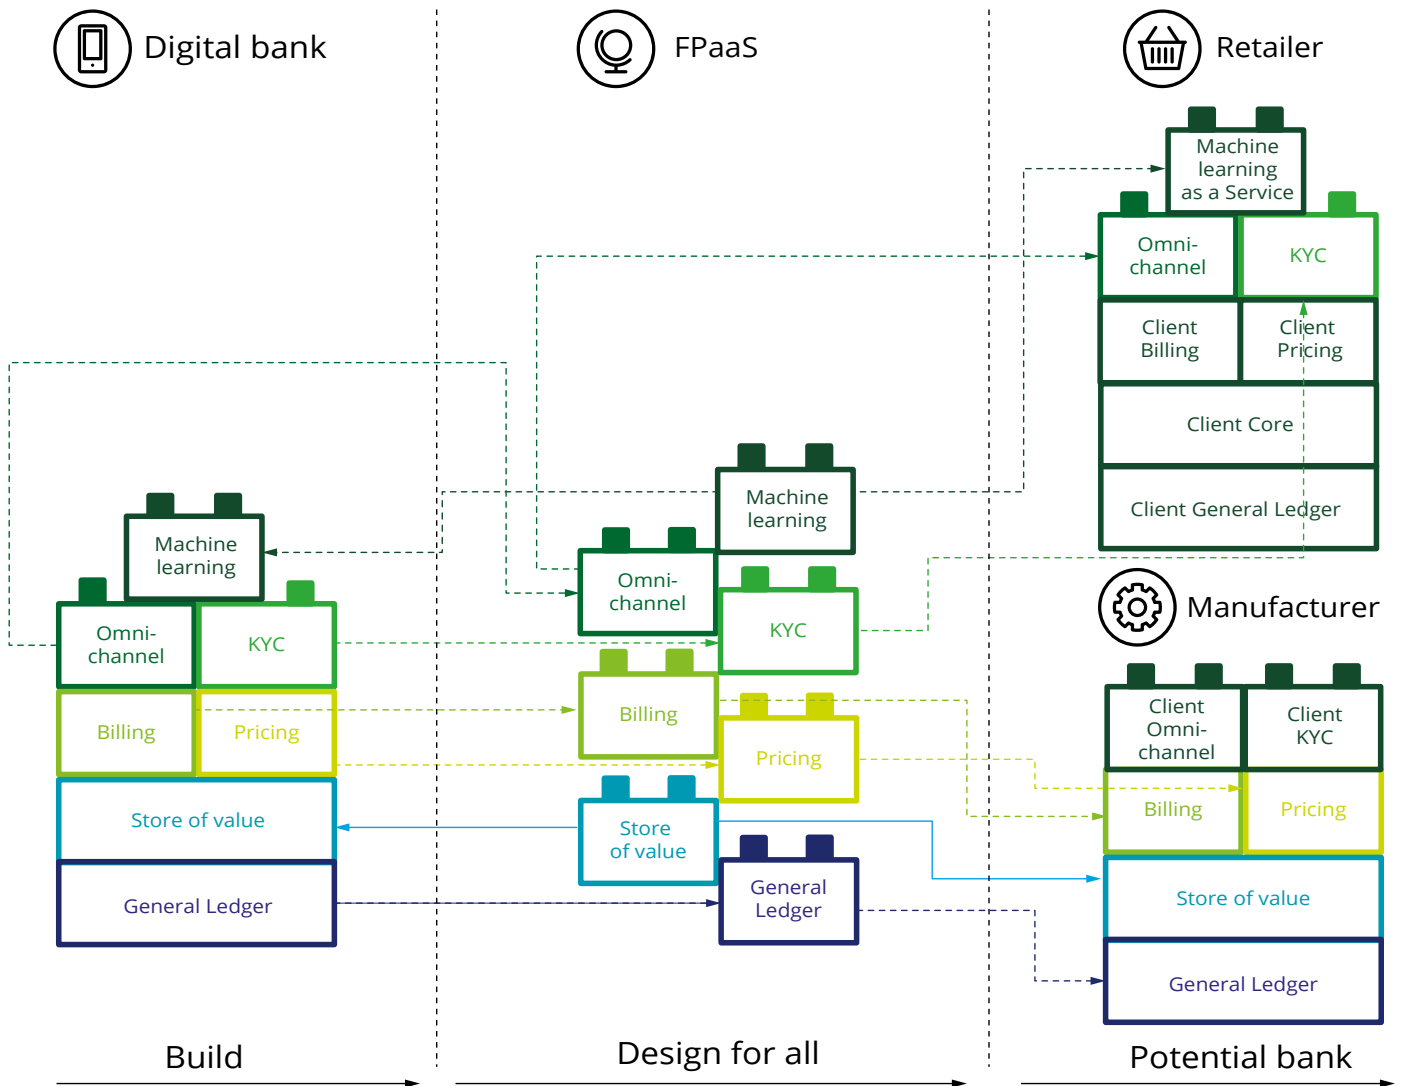 Digital bank
FPaaS
Retailer
Machine
learning
as a Service
Omni-
channel
KYC
Client
Billing
Client
Pricing
Client Core
Client General Ledger
Machine
learning
Omni-
channel
KYC
Billing
Pricing
Store of value
General Ledger
Machine
learning
Omni-
channel
KYC
Billing
Pricing
Store
of value
General
Ledger
Manufacturer
Client
Omni-
channel
Client
KYC
Billing
Pricing
Store of value
General Ledger
Build
Design for all
Potential bank